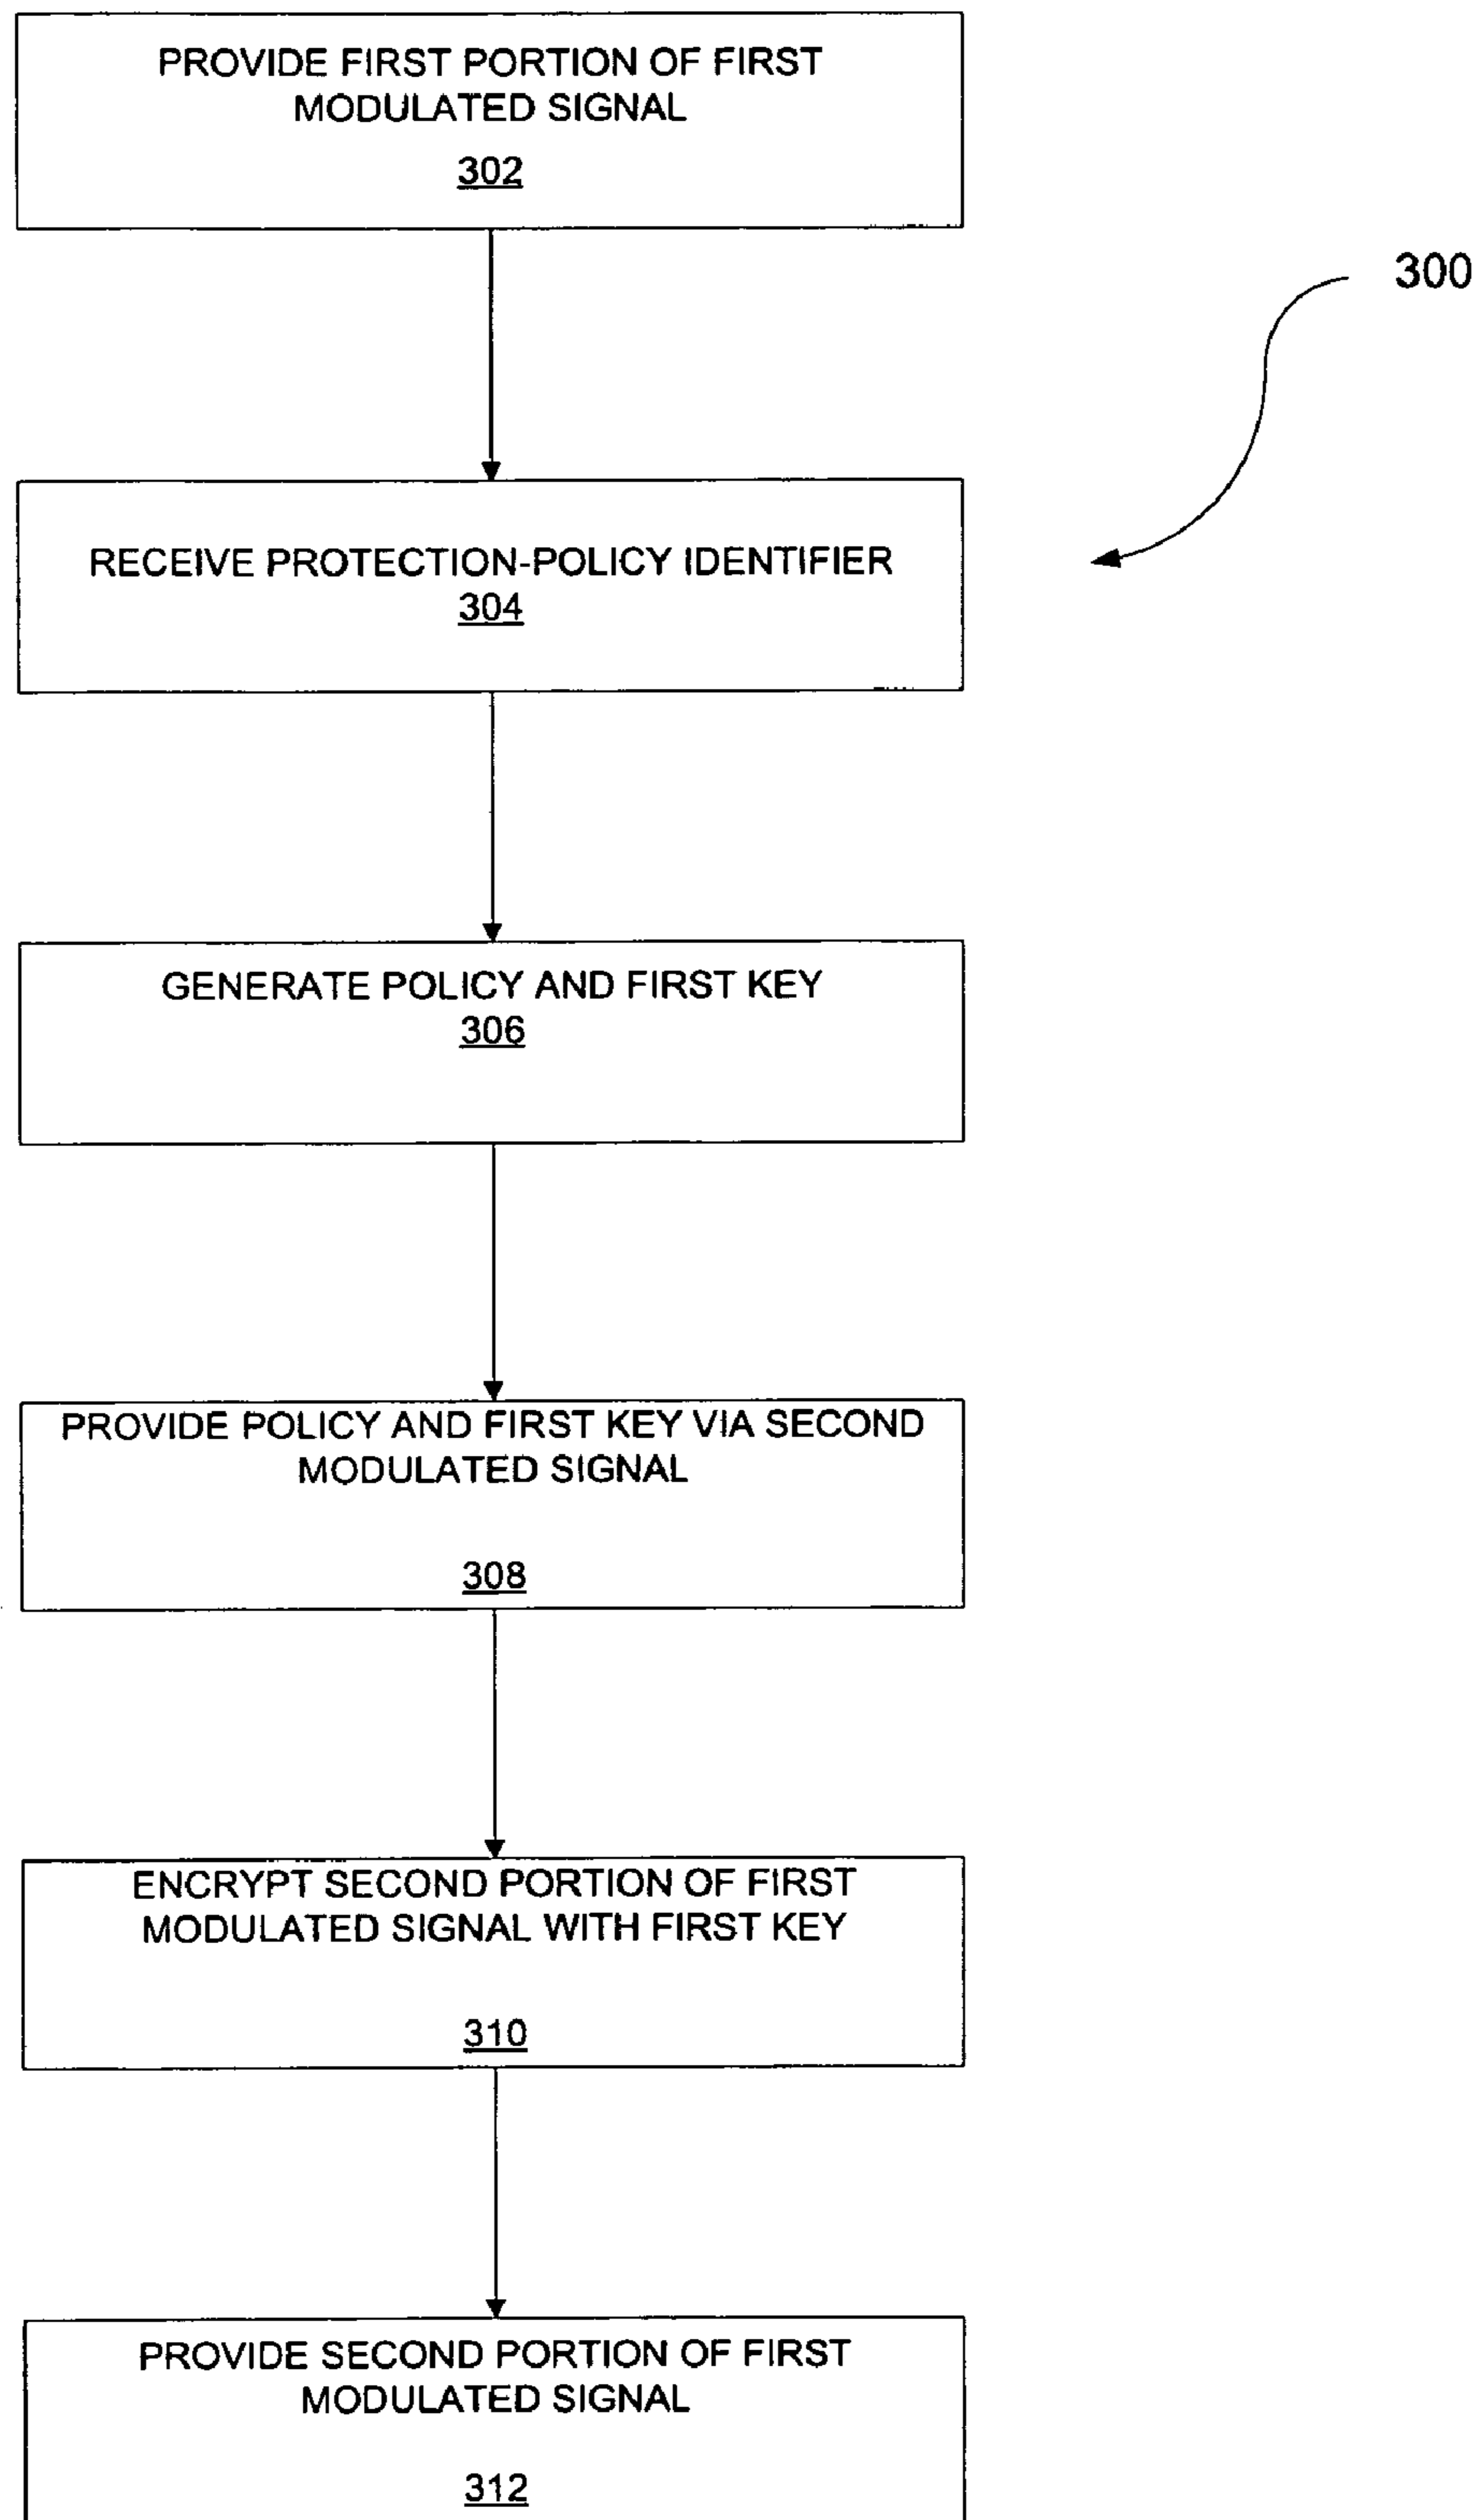 PROVIDE FIRST PORTION OF FIRST
MODULATED SIGNAL
302
300
RECEIVE PROTECTION-POLICY IDENTIFIER
304
GENERATE POLICY AND FIRST KEY
306
PROVIDE POLICY AND FIRST KEY VIA SECOND
MODULATED SIGNAL
308
ENCRYPT SECOND PORTION OF FIRST
MODULATED SIGNAL WITH FIRST KEY
310
PROVIDE SECOND PORTION OF FIRST
MODULATED SIGNAL
312